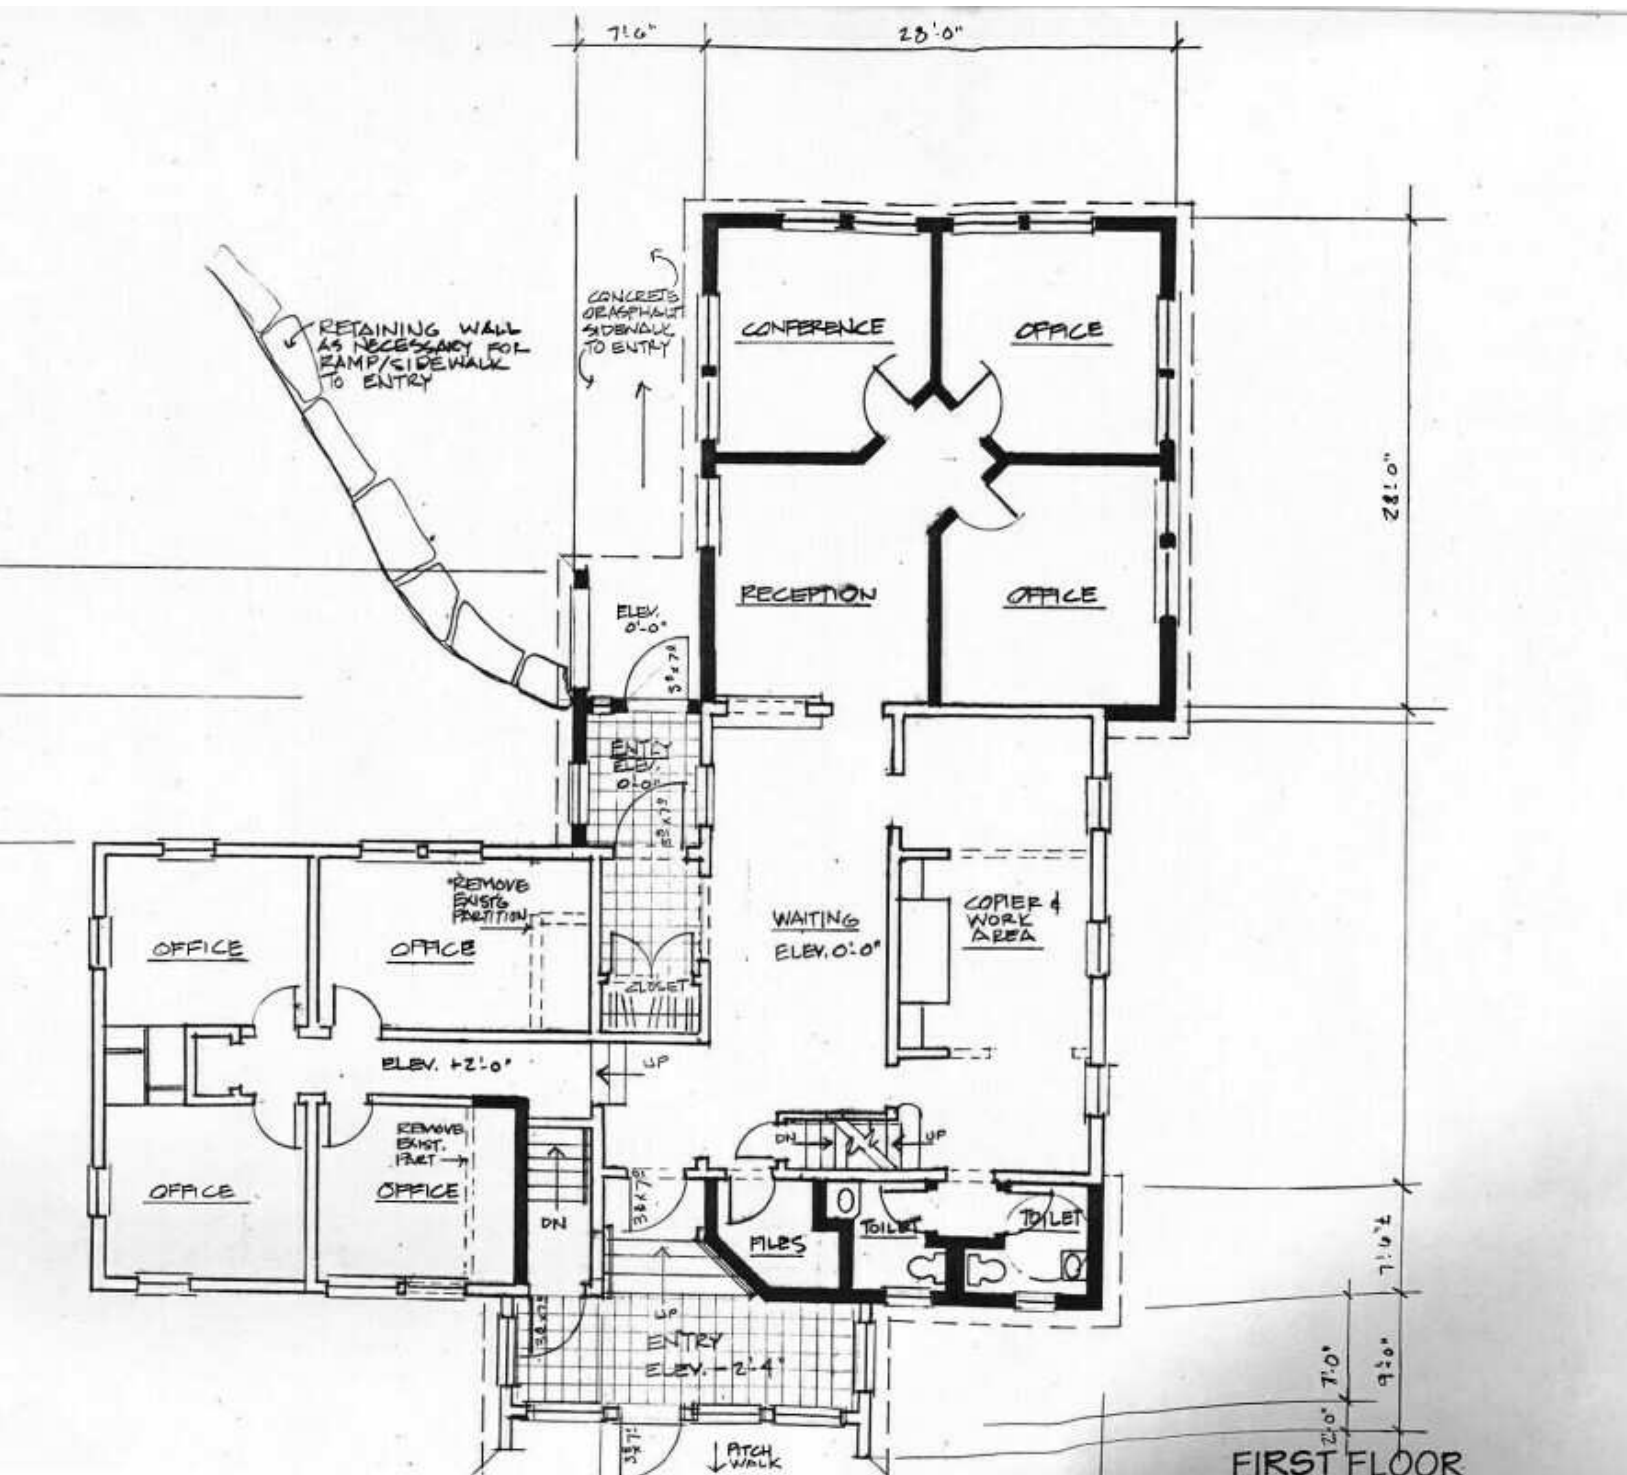 7'-6"
28'-0"
RETAINING WALL
AS NECESSARY FOR
RAMP/SIDEWALK
TO ENTRY
CONCRETE
OR ASPHALT
SIDEWALK
TO ENTRY
CONFERENCE
OFFICE
28'-0"
RECEPTION
OFFICE
ELEV.
0'-0"
ENTRY
ELEV.
0'-0"
*REMOVE
EXIST'G
PARTITION
OFFICE
OFFICE
CLOSET
WAITING
ELEV. 0'-0"
COPIER &
WORK
AREA
ELEV. +2'-0"
UP
REMOVE
EXIST.
PART
OFFICE
OFFICE
DN
DN
UP
FILES
TOILET
TOILET
7'-6"
UP
ENTRY
ELEV. -2'-4"
7'-0"
9'-0"
2'-0"
PITCH
WALK
FIRST FLOOR